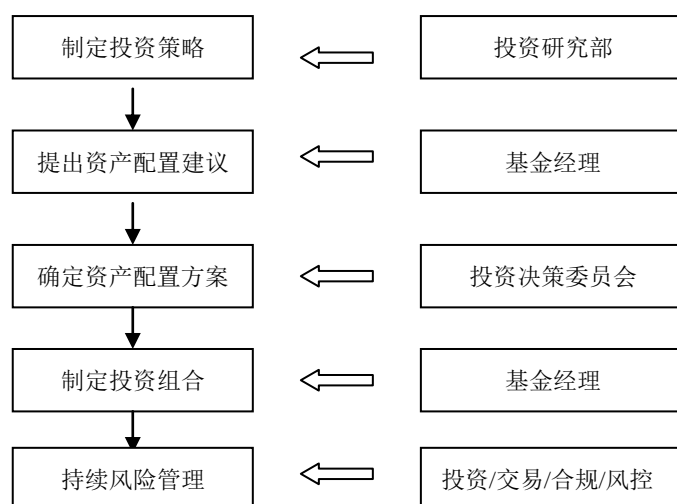 制定投资策略
投资研究部
提出资产配置建议
基金经理
确定资产配置方案
投资决策委员会
制定投资组合
基金经理
持续风险管理
投资/交易/合规/风控